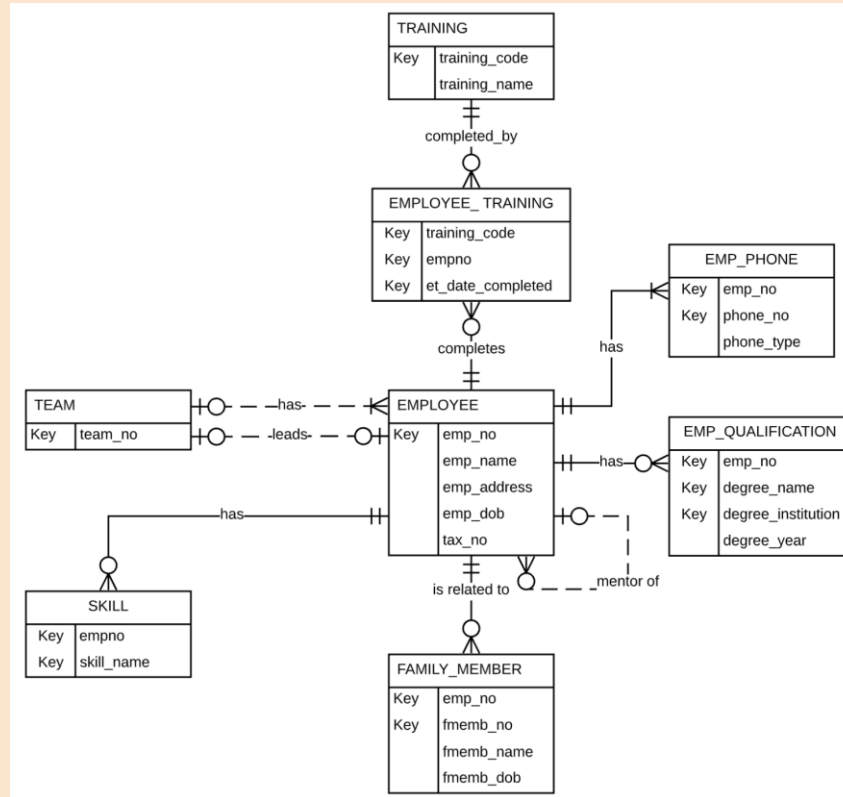 TRAINING
Key training_code
training_name
completed_by
EMPLOYEE_ TRAINING
Key training_code
Key empno
Key et_date_completed
completes
EMP_PHONE
Key emp_no
Key phone_no
phone_type
has
TEAM
Key team_no
has
leads
EMPLOYEE
Key emp_no
emp_name
emp_address
emp_dob
tax_no
has
EMP_QUALIFICATION
Key emp_no
Key degree_name
Key degree_institution
degree_year
has
mentor of
is related to
SKILL
Key empno
Key skill_name
FAMILY_MEMBER
Key emp_no
Key fmemb_no
fmemb_name
fmemb_dob